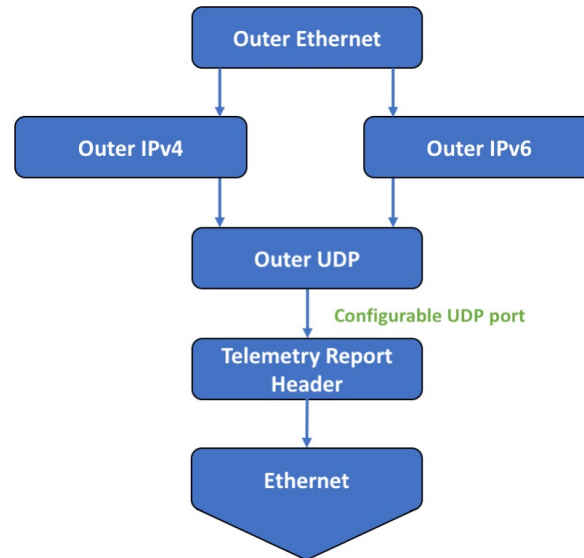 Outer Ethernet
Outer IPv4
Outer IPv6
Outer UDP
Configurable UDP port
Telemetry Report
Header
Ethernet